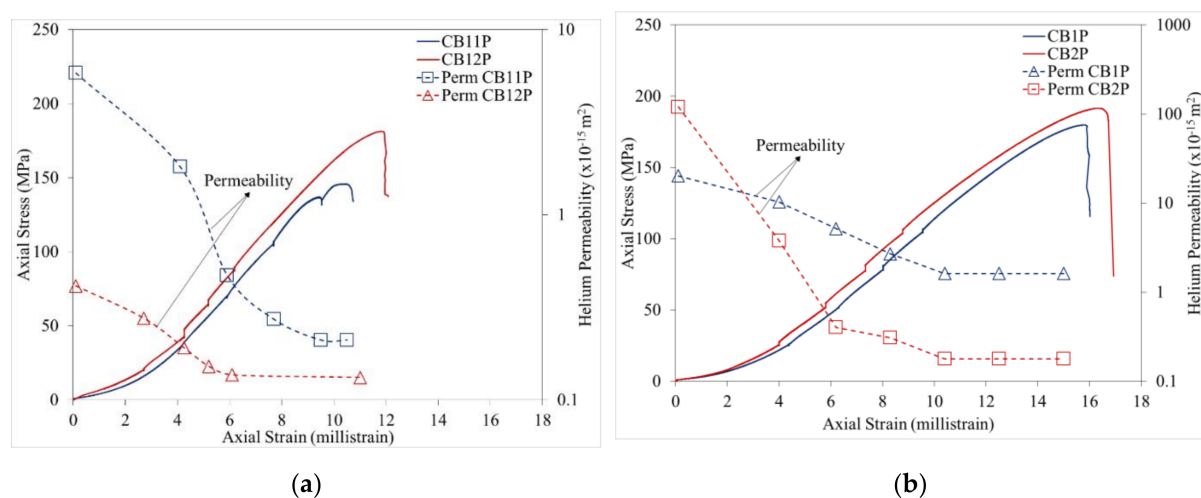 250
200
150
100
50
0
Axial Stress (MPa)
0 2 4 6 8 10 12
Axial Strain (millistrain)
10
1
0.1
Helium Permeability (x10⁻¹⁵ m²)
CB11P
CB12P
Perm CB11P
Perm CB12P
Permeability
(a)
250
200
150
100
50
0
Axial Stress (MPa)
0 2 4 6 8 10 12 14 16 18
Axial Strain (millistrain)
1000
100
10
1
0.1
Helium Permeability (x10⁻¹⁵ m²)
CB1P
CB2P
Perm CB1P
Perm CB2P
Permeability
(b)